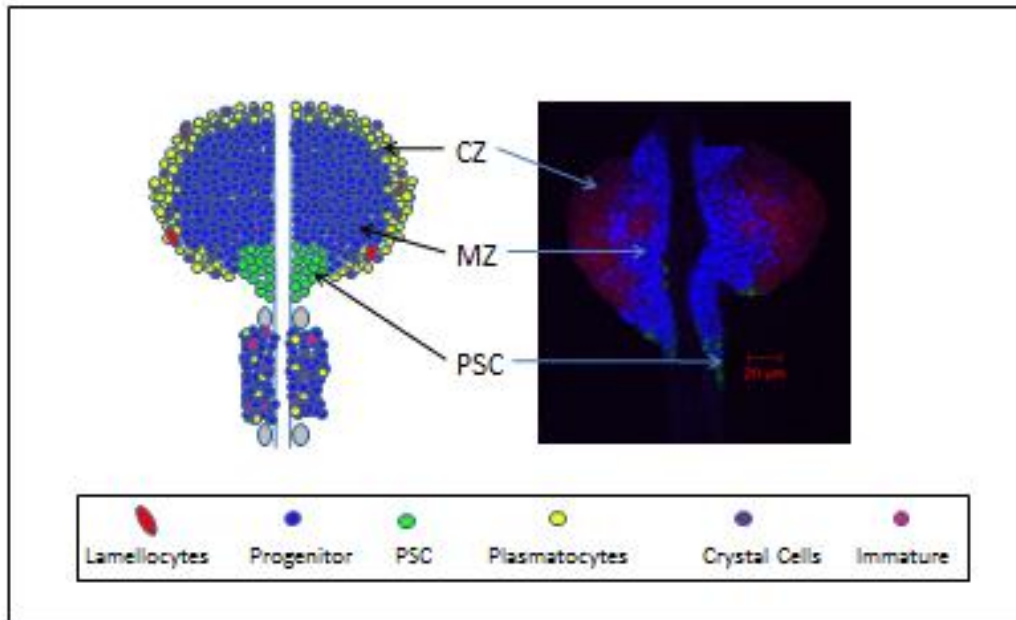 CZ
MZ
PSC
20 µm
Lamellocytes Progenitor PSC Plasmatocytes Crystal Cells Immature